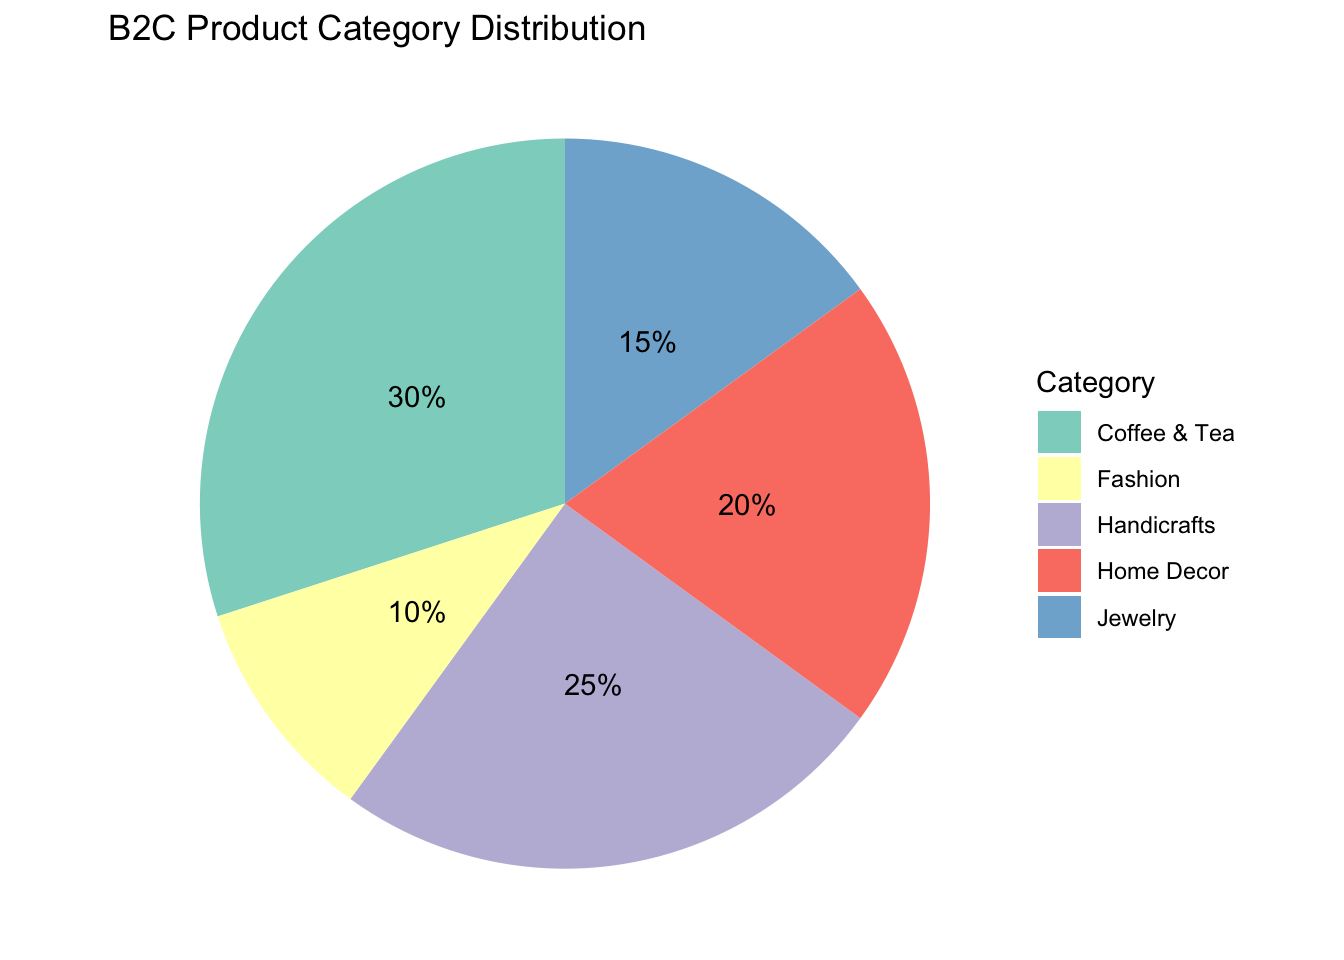 B2C Product Category Distribution
15%
30%
20%
10%
25%
Category
Coffee & Tea
Fashion
Handicrafts
Home Decor
Jewelry